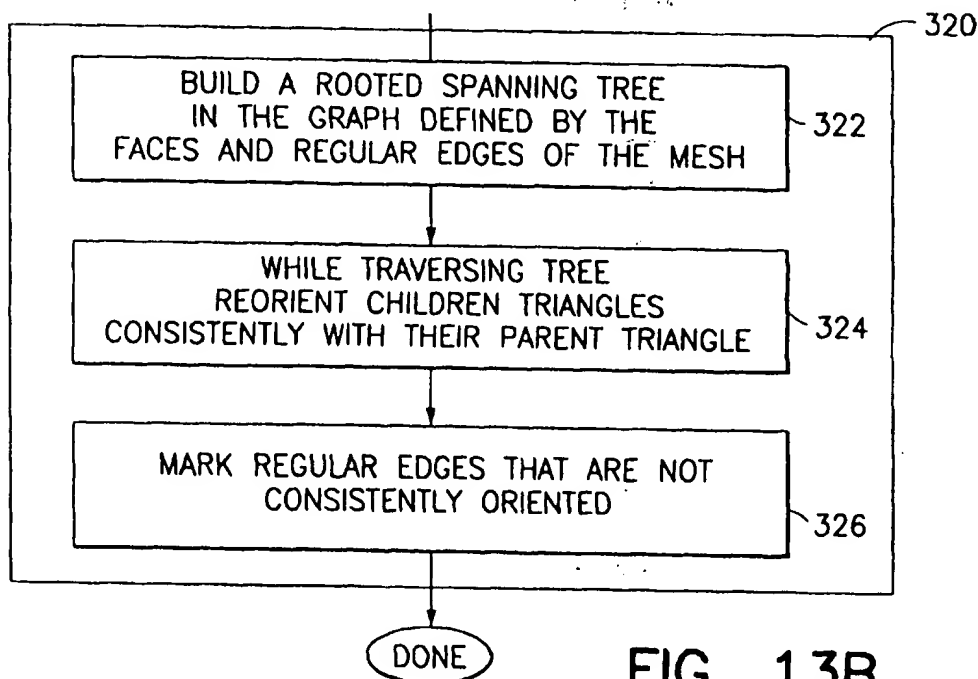 320
BUILD A ROOTED SPANNING TREE
IN THE GRAPH DEFINED BY THE
FACES AND REGULAR EDGES OF THE MESH
322
WHILE TRAVERSING TREE
REORIENT CHILDREN TRIANGLES
CONSISTENTLY WITH THEIR PARENT TRIANGLE
324
MARK REGULAR EDGES THAT ARE NOT
CONSISTENTLY ORIENTED
326
DONE
FIG. 13B